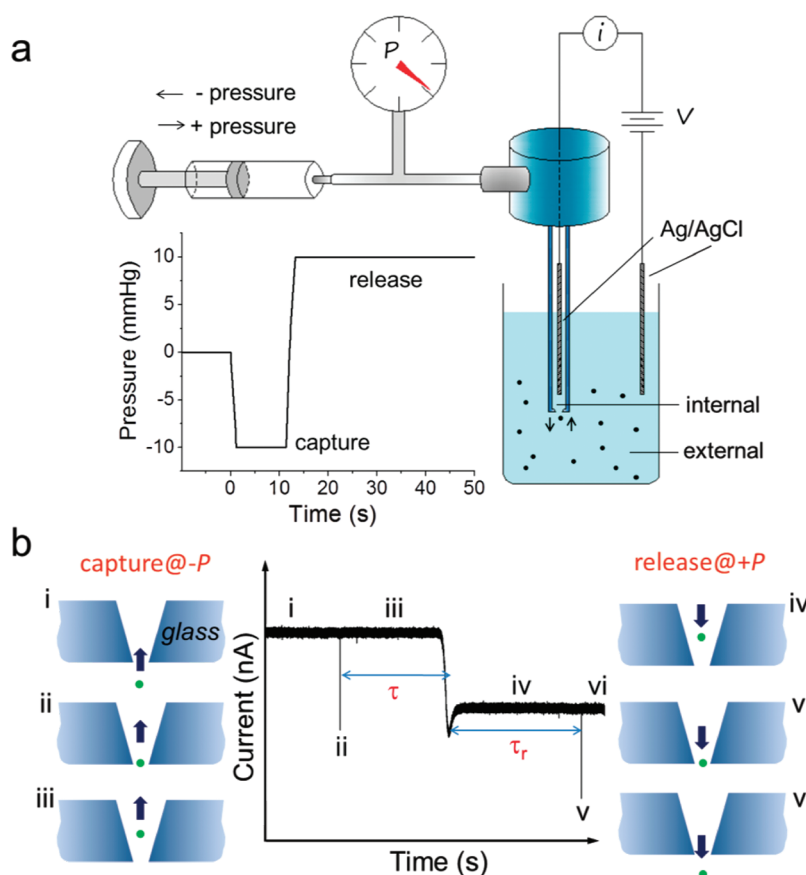 a
P
i
← - pressure
→ + pressure
V
Ag/AgCl
10
release
5
0
-5
-10
capture
Pressure (mmHg)
0 10 20 30 40 50
Time (s)
internal
external
b
capture@-P
release@+P
i
glass
ii
iii
Current (nA)
i iii
τ
ii
iv vi
τr
v
Time (s)
iv
v
v